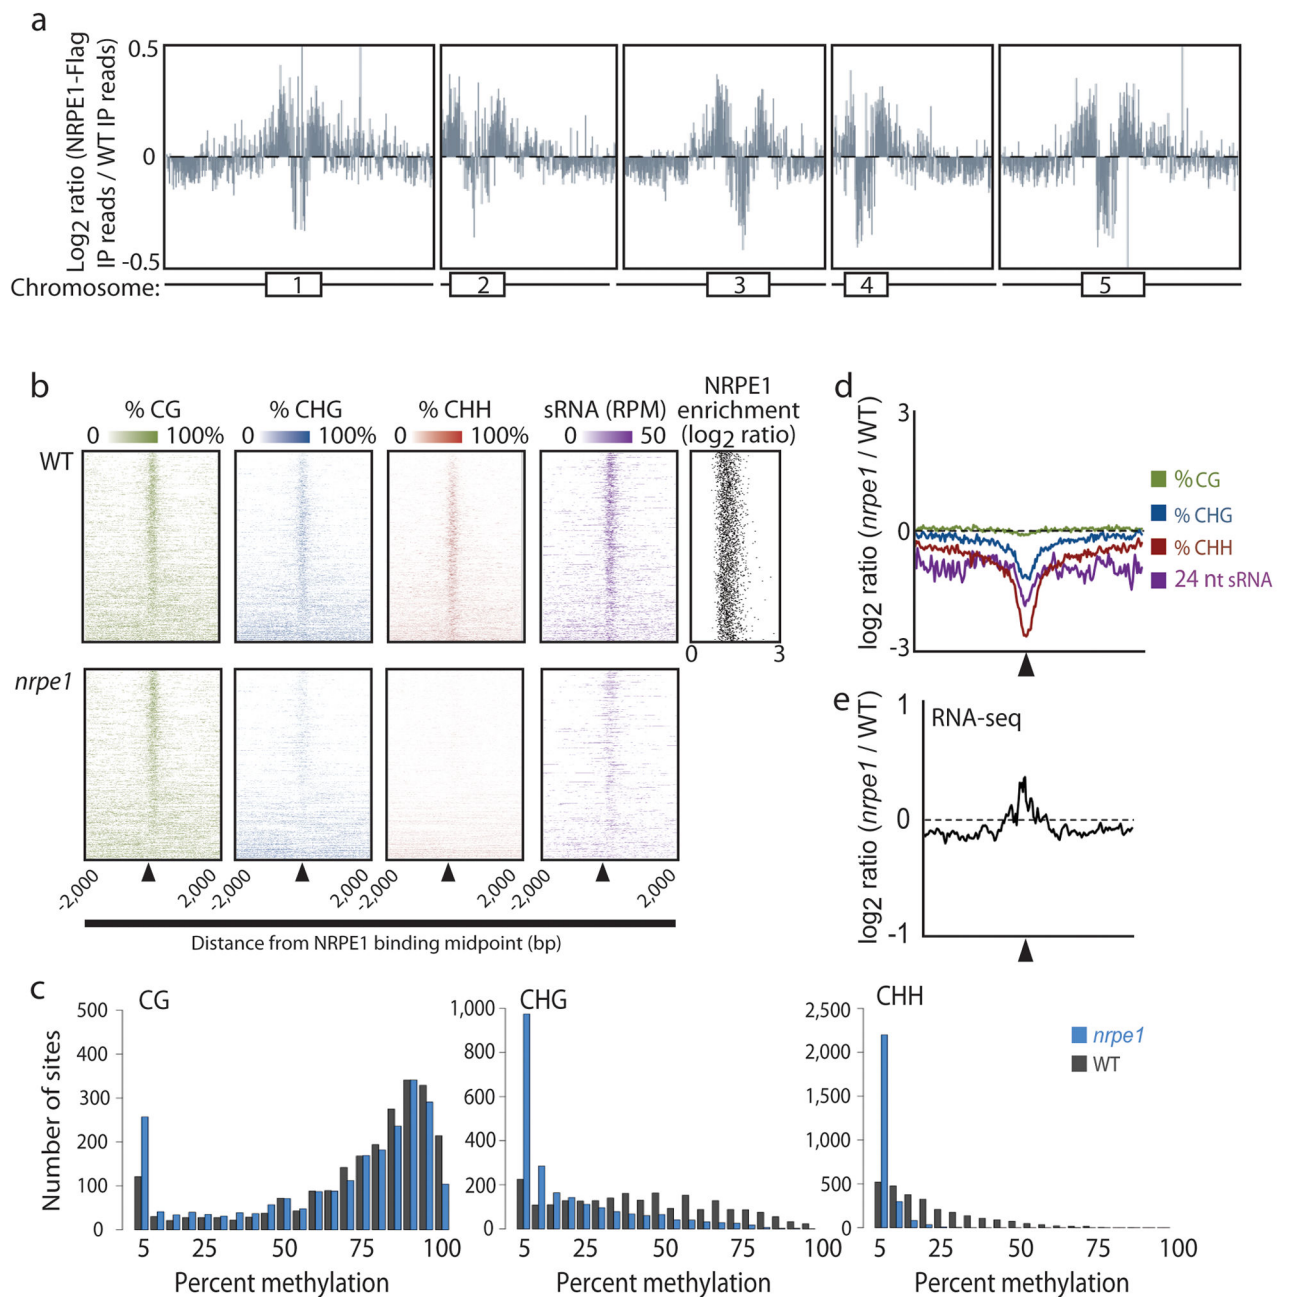 a
Log2 ratio (NRPE1-Flag
IP reads / WT IP reads)
0.5
0
-0.5
Chromosome:
1
2
3
4
5
b
% CG
0 100%
% CHG
0 100%
% CHH
0 100%
sRNA (RPM)
0 50
NRPE1
enrichment
(log2 ratio)
WT
0 3
nrpe1
-2,000 2,000
-2,000 2,000
-2,000 2,000
-2,000 2,000
Distance from NRPE1 binding midpoint (bp)
d
log2 ratio (nrpe1 / WT)
3
0
-3
% CG
% CHG
% CHH
24 nt sRNA
e
log2 ratio (nrpe1 / WT)
1
0
-1
RNA-seq
c
Number of sites
CG
500
400
300
200
100
0
5 25 50 75 100
Percent methylation
CHG
1,000
800
600
400
200
0
5 25 50 75 100
Percent methylation
CHH
2,500
2,000
1,500
1,000
500
0
5 25 50 75 100
Percent methylation
nrpe1
WT